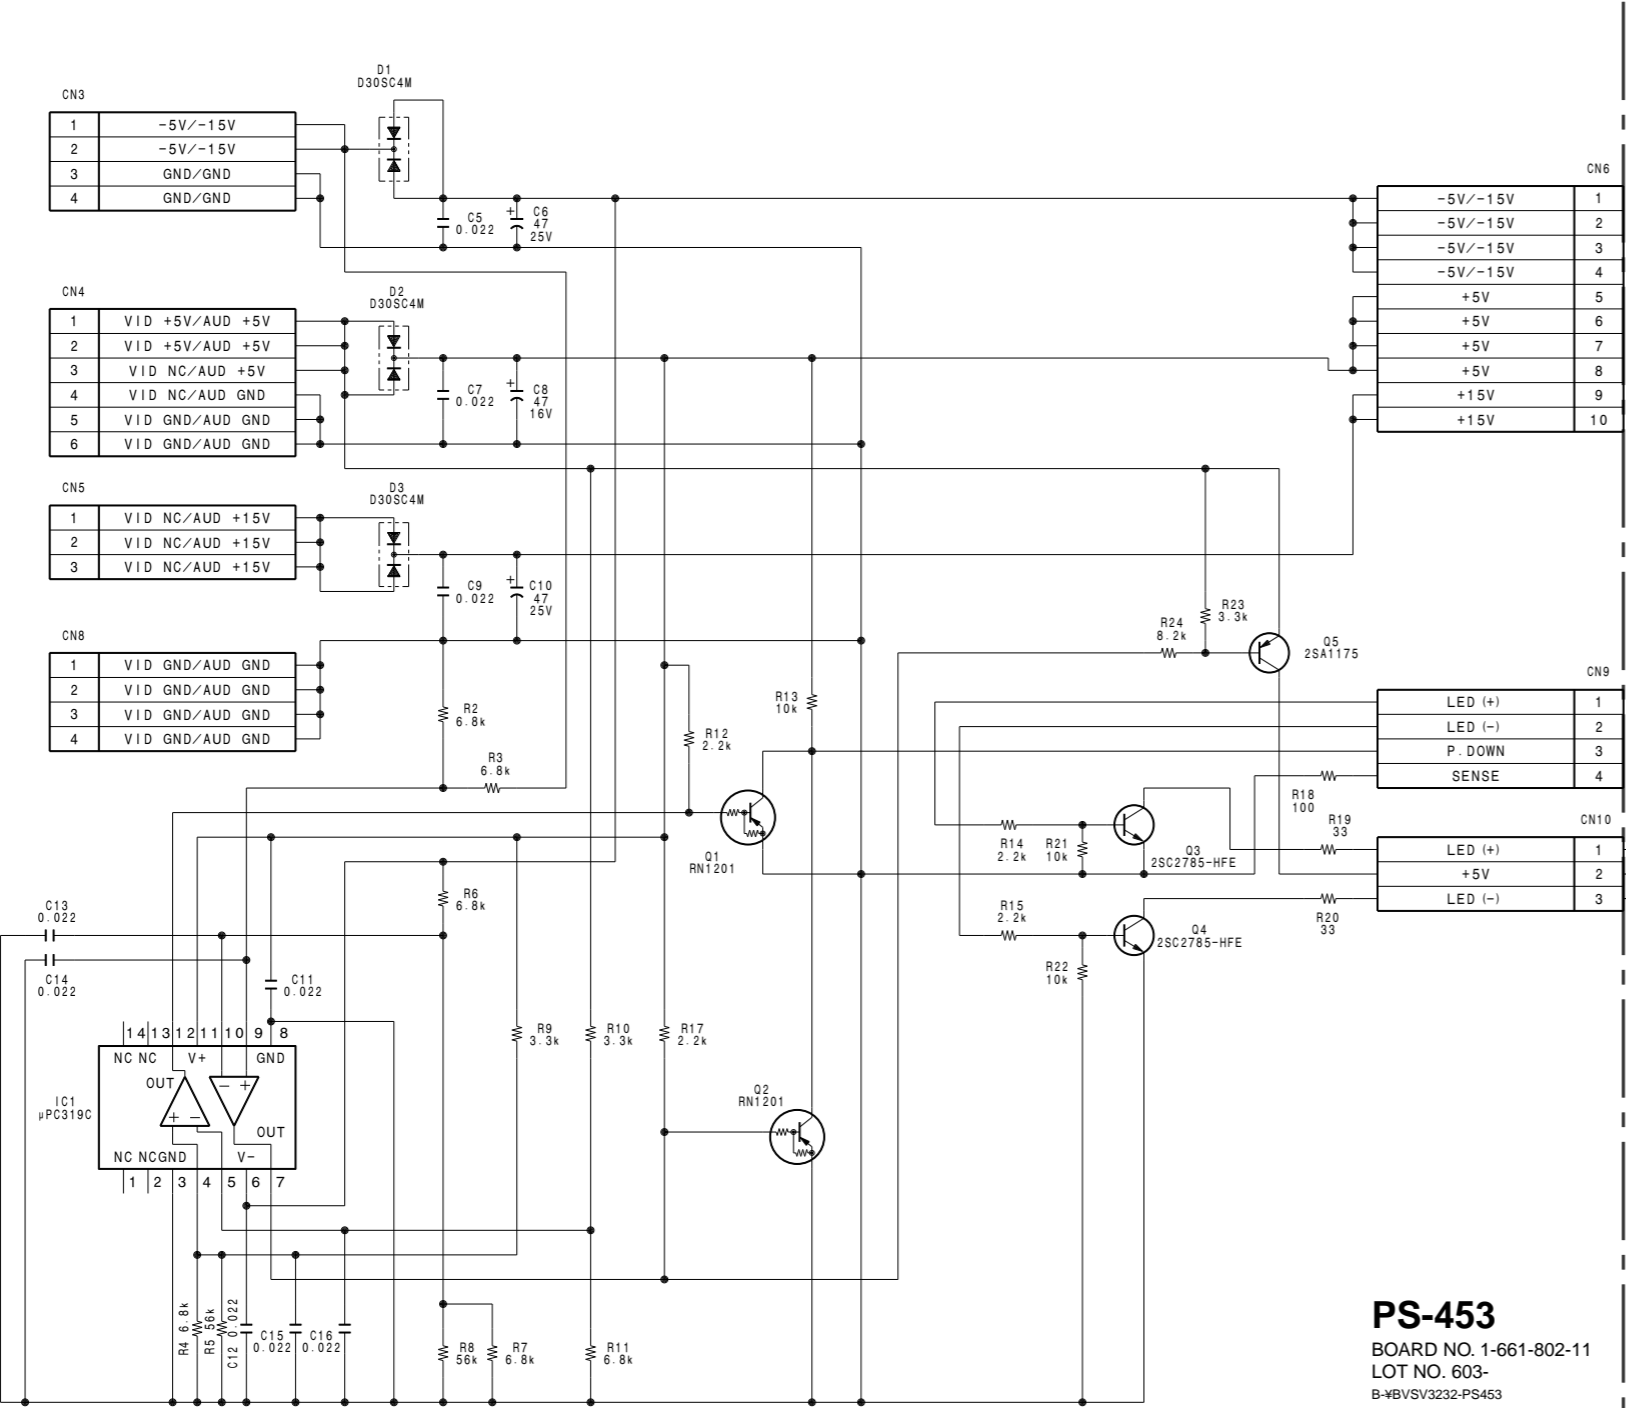 D1
D30SC4M
CN3
1 -5V/-15V
2 -5V/-15V
3 GND/GND
4 GND/GND
C5
0.022
+ C6
47
25V
CN6
-5V/-15V 1
-5V/-15V 2
-5V/-15V 3
-5V/-15V 4
+5V 5
+5V 6
+5V 7
+5V 8
+15V 9
+15V 10
CN4
D2
D30SC4M
1 VID +5V/AUD +5V
2 VID +5V/AUD +5V
3 VID NC/AUD +5V
4 VID NC/AUD GND
5 VID GND/AUD GND
6 VID GND/AUD GND
C7
0.022
+ C8
47
16V
CN5
D3
D30SC4M
1 VID NC/AUD +15V
2 VID NC/AUD +15V
3 VID NC/AUD +15V
C9
0.022
+ C10
47
25V
R23
3.3k
R24
8.2k
Q5
2SA1175
CN8
1 VID GND/AUD GND
2 VID GND/AUD GND
3 VID GND/AUD GND
4 VID GND/AUD GND
R2
6.8k
R3
6.8k
R12
2.2k
R13
10k
CN9
LED (+) 1
LED (-) 2
P.DOWN 3
SENSE 4
R18
100
R19
33
CN10
LED (+) 1
+5V 2
LED (-) 3
R20
33
Q1
RN1201
R14
2.2k
R21
10k
Q3
2SC2785-HFE
R15
2.2k
Q4
2SC2785-HFE
R22
10k
R6
6.8k
C13
0.022
C14
0.022
C11
0.022
R9
3.3k
R10
3.3k
R17
2.2k
14 13 12 11 10 9 8
NC NC V+ GND
OUT - +
IC1
µPC319C
+ -
OUT
NC NC GND V-
1 2 3 4 5 6 7
Q2
RN1201
R4 6.8k
R5 56k
C12 0.022
C15
0.022
C16
0.022
R8
56k
R7
6.8k
R11
6.8k
PS-453
BOARD NO. 1-661-802-11
LOT NO. 603-
B-¥BVSV3232-PS453